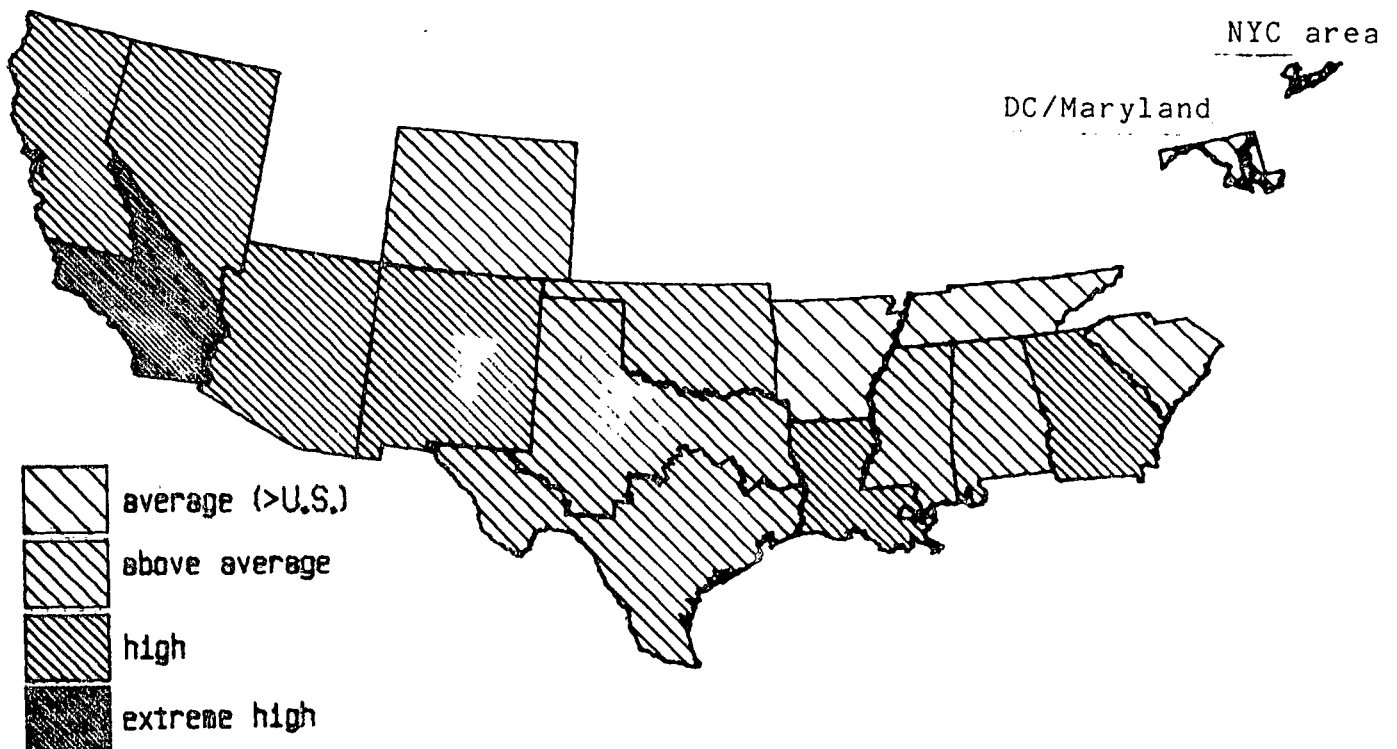 NYC area
DC/Maryland
average (>U.S.)
above average
high
extreme high